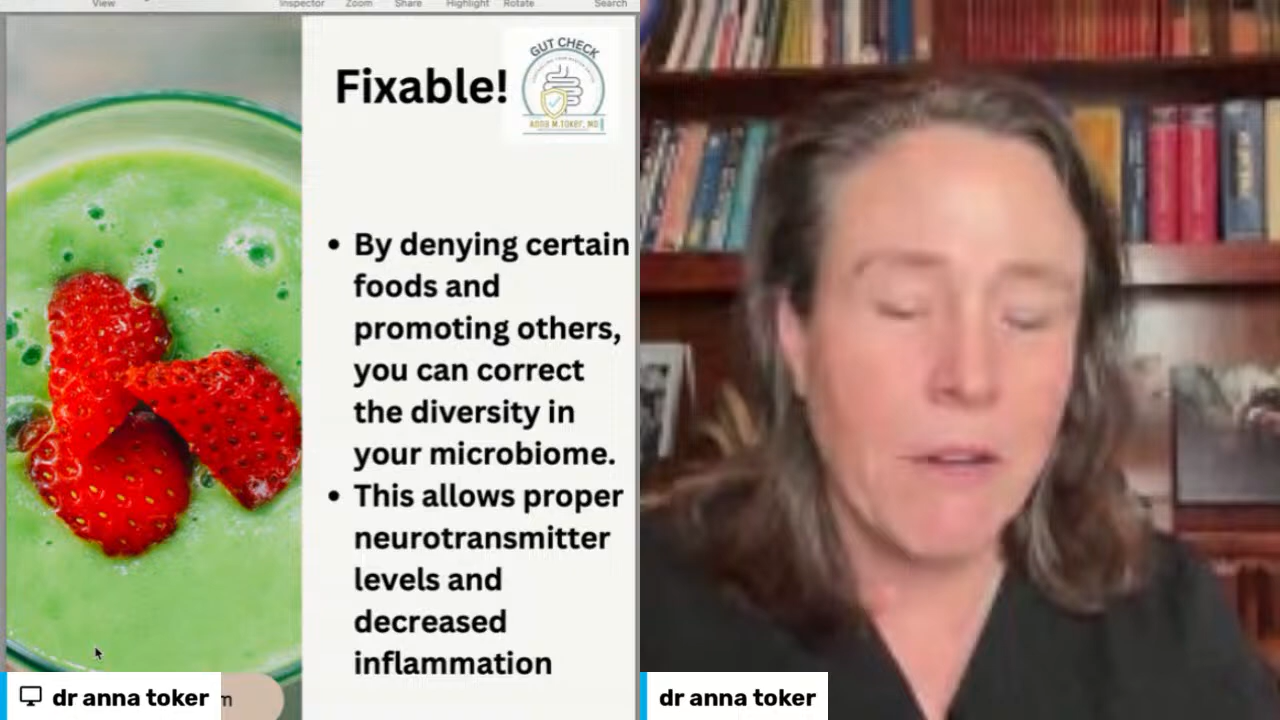 View
Inspector
Zoom
Share
Highlight
Rotate
Search
Fixable!
GUT CHECK
ANNA M. TOKER, MD
• By denying certain
foods and
promoting others,
you can correct
the diversity in
your microbiome.
• This allows proper
neurotransmitter
levels and
decreased
inflammation
dr anna toker
dr anna toker